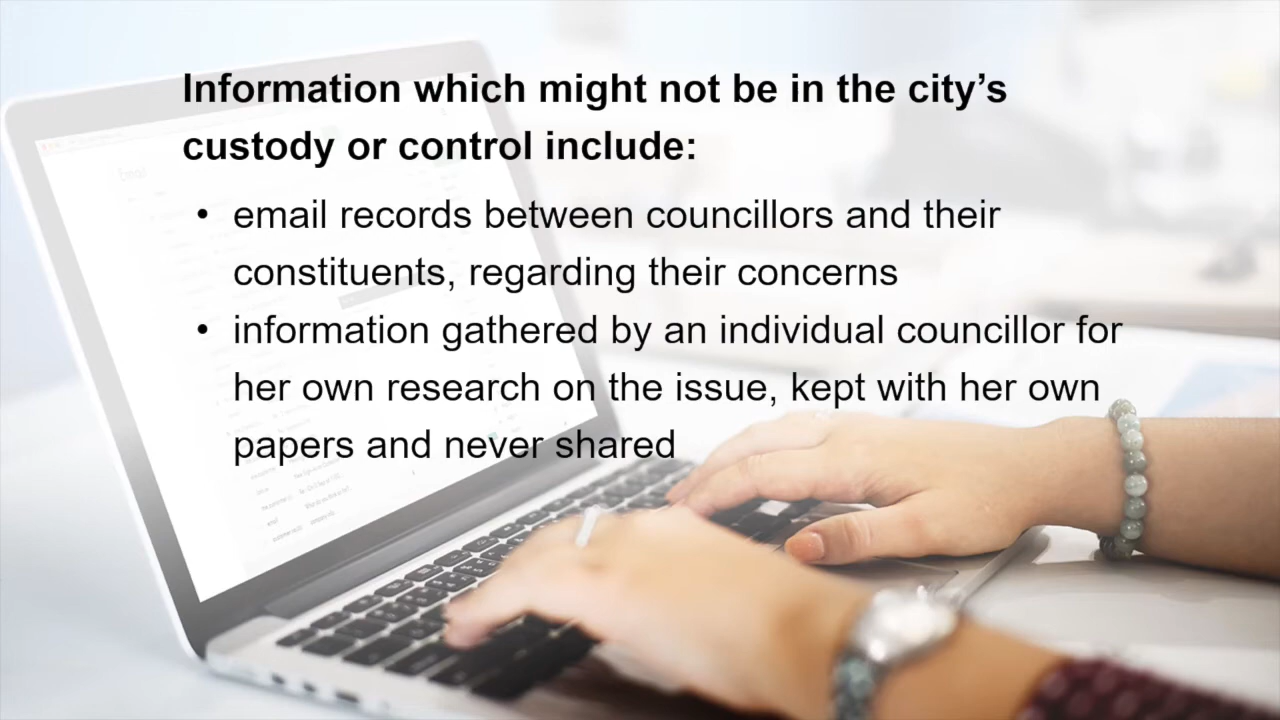 Information which might not be in the city’s
custody or control include:
• email records between councillors and their
constituents, regarding their concerns
• information gathered by an individual councillor for
her own research on the issue, kept with her own
papers and never shared